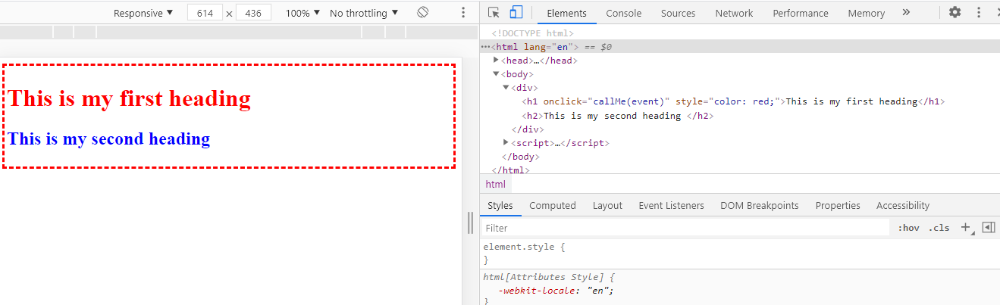 Responsive ▼ 614 × 436 100% ▼ No throttling ▼
This is my first heading
This is my second heading
Elements Console Sources Network Performance Memory »
<!DOCTYPE html>
⋯<html lang="en"> == $0
▶<head>…</head>
▼<body>
▼<div>
<h1 onclick="callMe(event)" style="color: red;">This is my first heading</h1>
<h2>This is my second heading </h2>
</div>
▶<script>…</script>
</body>
</html>
html
Styles Computed Layout Event Listeners DOM Breakpoints Properties Accessibility
Filter :hov .cls +
element.style {
}
html[Attributes Style] {
-webkit-locale: "en";
}